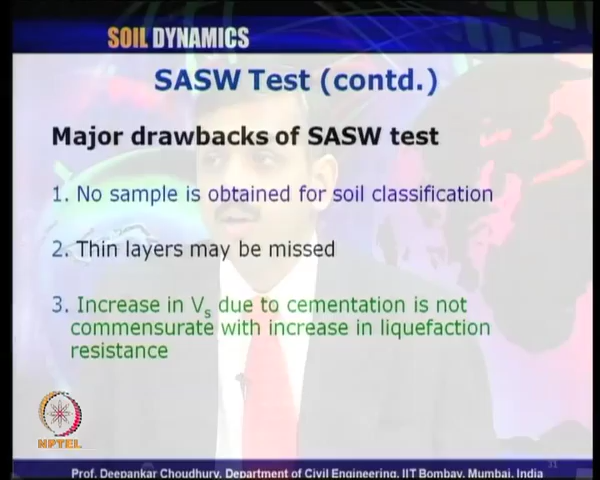 SOIL DYNAMICS
SASW Test (contd.)
Major drawbacks of SASW test
1. No sample is obtained for soil classification
2. Thin layers may be missed
3. Increase in Vs due to cementation is not
commensurate with increase in liquefaction
resistance
NPTEL
31
Prof. Deepankar Choudhury, Department of Civil Engineering, IIT Bombay, Mumbai, India